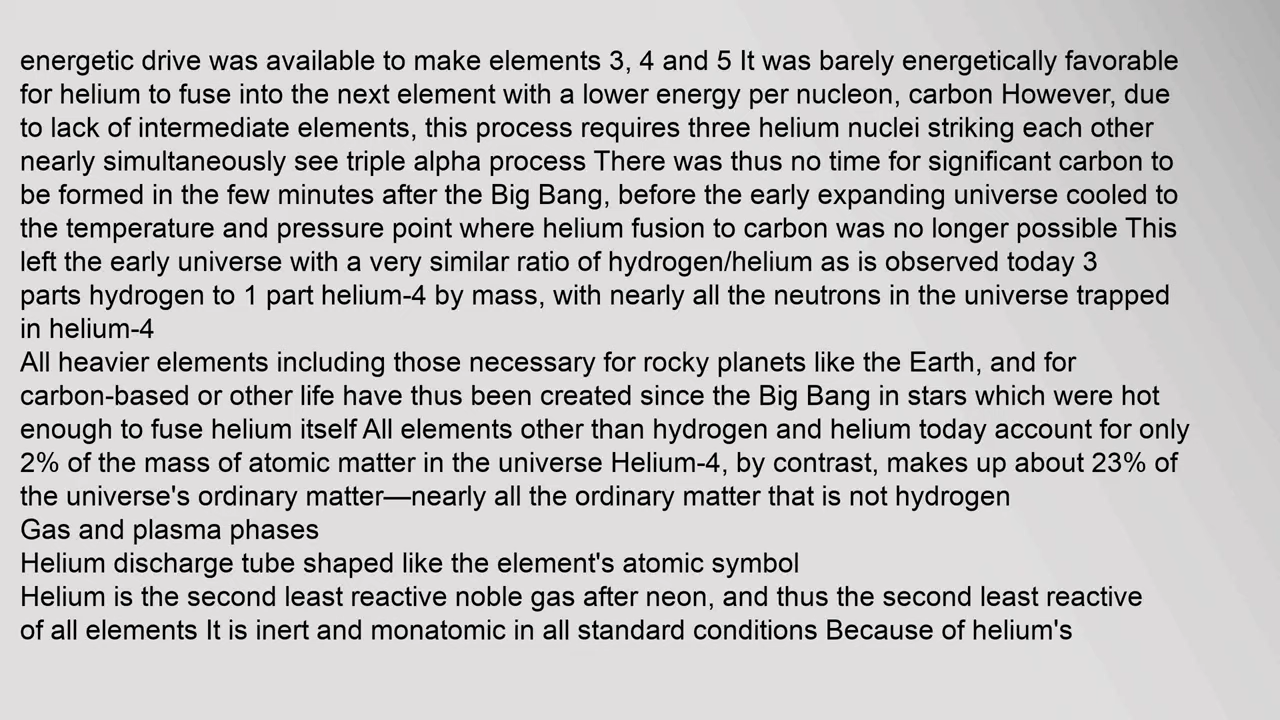 energetic drive was available to make elements 3, 4 and 5 It was barely energetically favorable
for helium to fuse into the next element with a lower energy per nucleon, carbon However, due
to lack of intermediate elements, this process requires three helium nuclei striking each other
nearly simultaneously see triple alpha process There was thus no time for significant carbon to
be formed in the few minutes after the Big Bang, before the early expanding universe cooled to
the temperature and pressure point where helium fusion to carbon was no longer possible This
left the early universe with a very similar ratio of hydrogen/helium as is observed today 3
parts hydrogen to 1 part helium-4 by mass, with nearly all the neutrons in the universe trapped
in helium-4
All heavier elements including those necessary for rocky planets like the Earth, and for
carbon-based or other life have thus been created since the Big Bang in stars which were hot
enough to fuse helium itself All elements other than hydrogen and helium today account for only
2% of the mass of atomic matter in the universe Helium-4, by contrast, makes up about 23% of
the universe's ordinary matter—nearly all the ordinary matter that is not hydrogen
Gas and plasma phases
Helium discharge tube shaped like the element's atomic symbol
Helium is the second least reactive noble gas after neon, and thus the second least reactive
of all elements It is inert and monatomic in all standard conditions Because of helium's